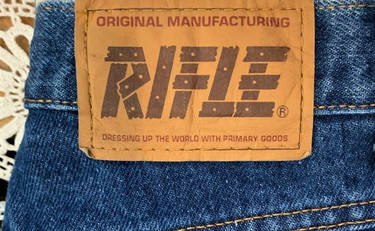 ORIGINAL MANUFACTURING
RIFLE®
DRESSING UP THE WORLD WITH PRIMARY GOODS